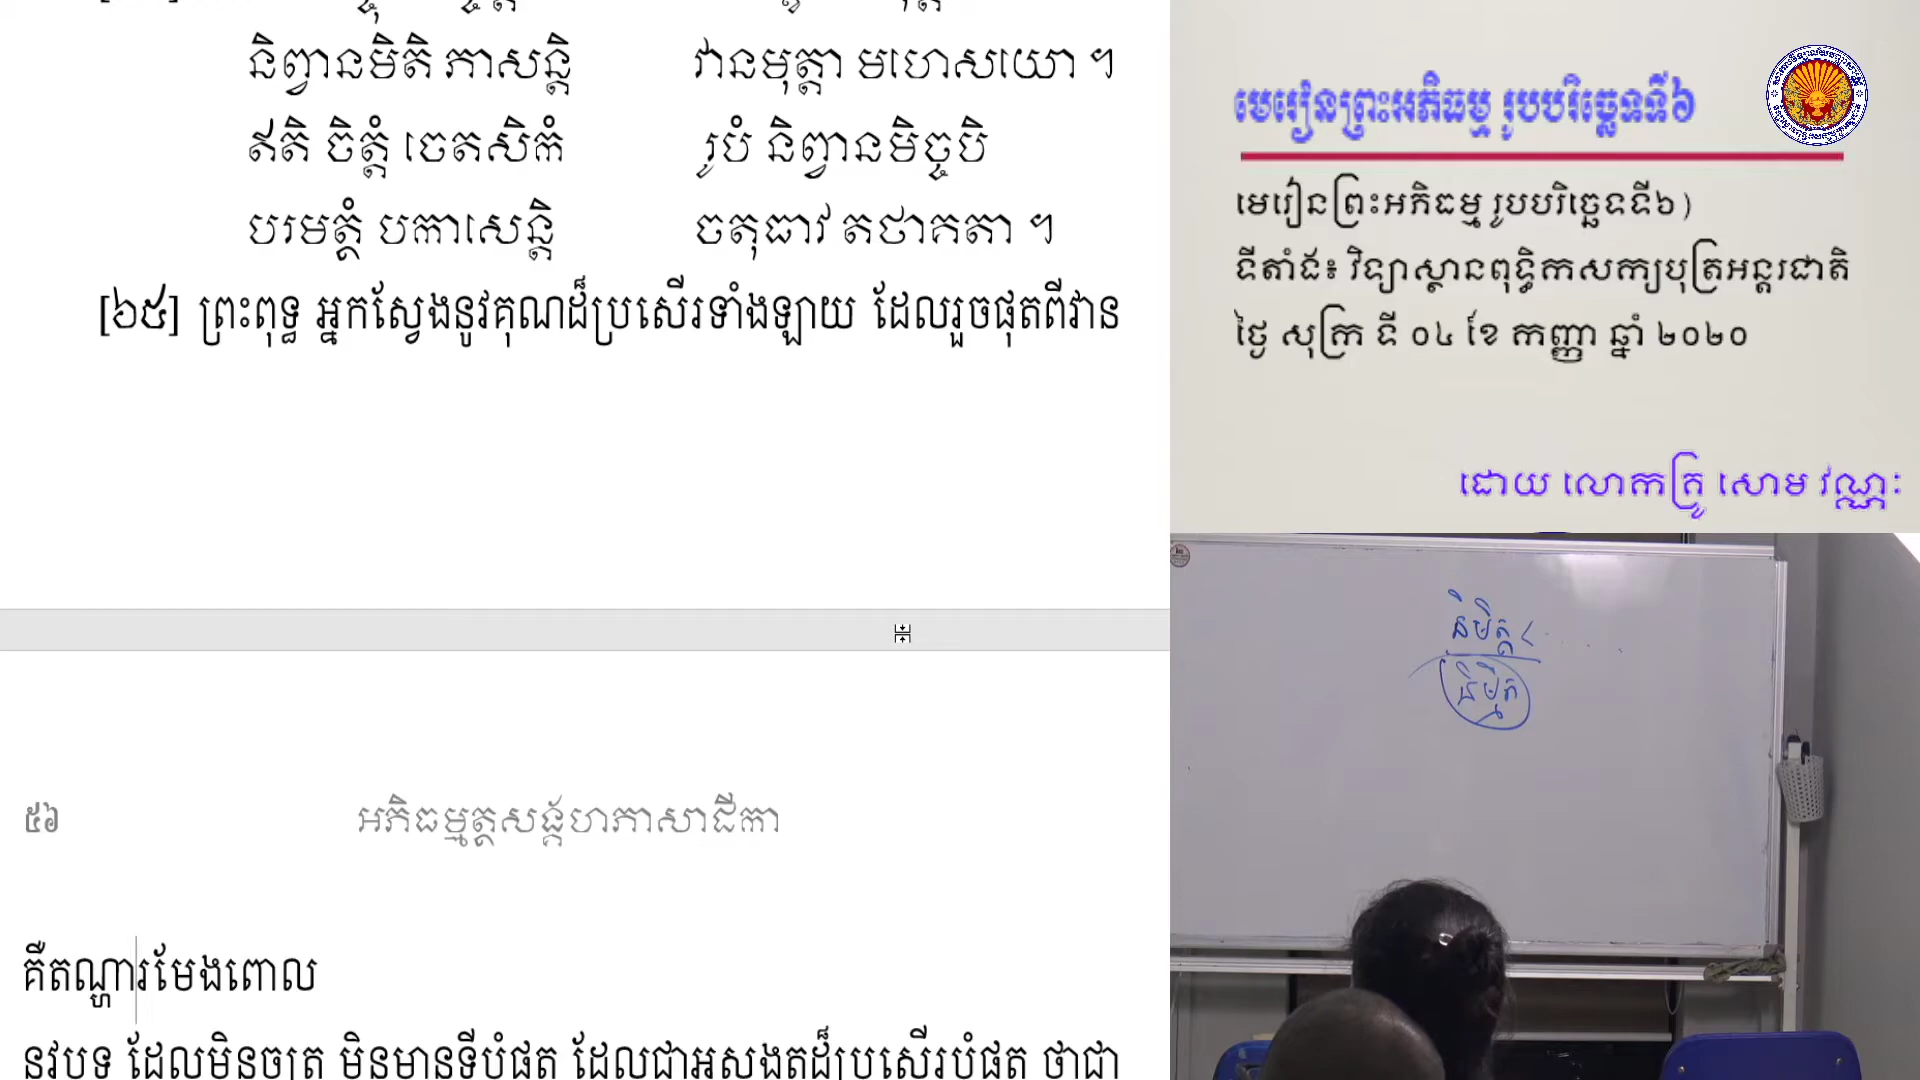 និព្វានមិតិ ភាសន្តិ វានមុត្តា មហេសយោ ។
ឥតិ ចិត្តំ ចេតសិកំ រូបំ និព្វានមិច្ចបិ
បរមត្ថំ បកាសេន្តិ ចតុធាវ តថាគតា ។
[៦៥] ព្រះពុទ្ធ អ្នកស្វែងនូវគុណដ៏ប្រសើរទាំងឡាយ ដែលរួចផុតពីវាន
៥៦ អភិធម្មត្ថសង្គហភាសាដីកា
គឺតណ្ហារមែងពោល
នូវបទ ដែលមិនច្យុត មិនមានទីបំផុត ដែលជាអសង្ខតដ៏ប្រសើរបំផុត ថាជា
មេរៀនព្រះអភិធម្ម រូបបរិច្ឆេទទី៦
មេរៀនព្រះអភិធម្ម រូបបរិច្ឆេទទី៦)
ទីតាំង៖ វិទ្យាស្ថានពុទ្ធិកសក្យបុត្រអន្តរជាតិ
ថ្ងៃ សុក្រ ទី ០៤ ខែ កញ្ញា ឆ្នាំ ២០២០
ដោយ លោកគ្រូ សោម វណ្ណៈ
និមិត្ត
និម្មិត